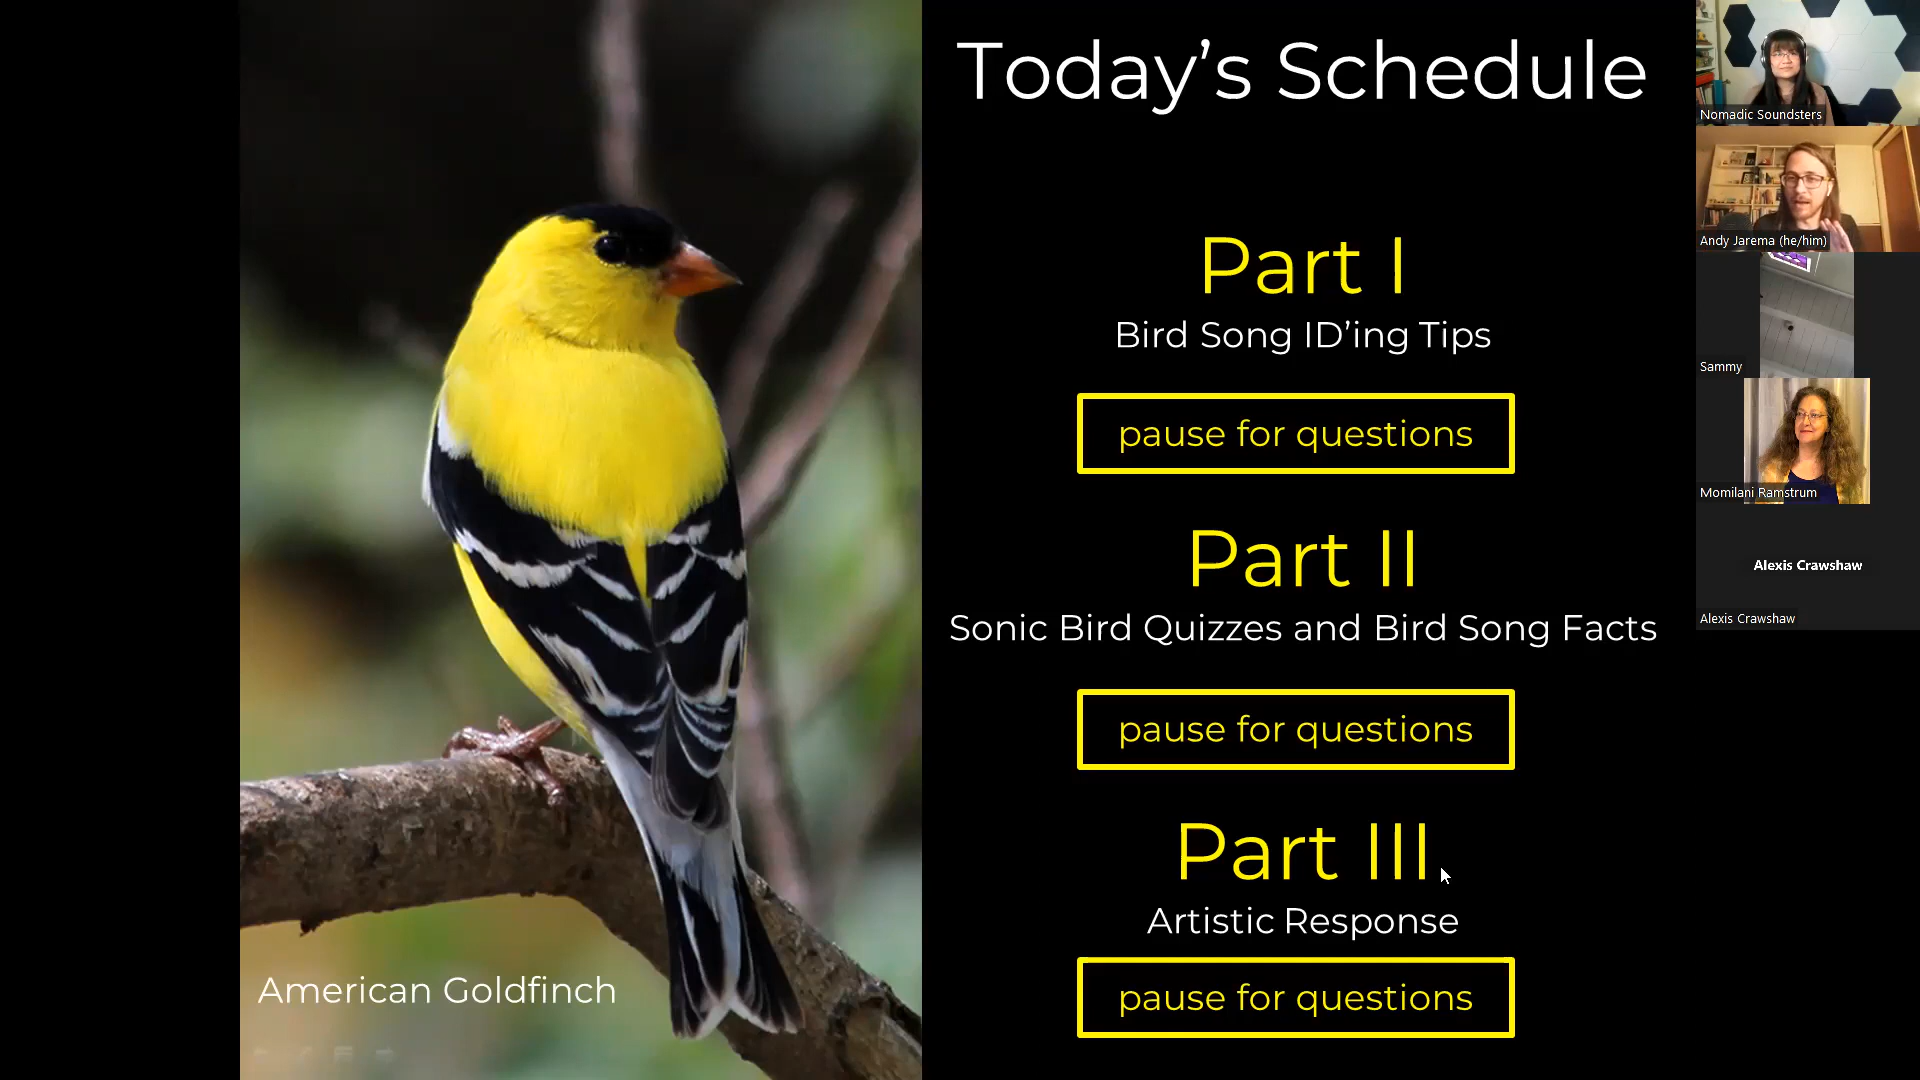 Today's Schedule
Part I
Bird Song ID'ing Tips
pause for questions
Part II
Sonic Bird Quizzes and Bird Song Facts
pause for questions
Part III
Artistic Response
pause for questions
American Goldfinch
Nomadic Soundsters
Andy Jarema (he/him)
Sammy
Momilani Ramstrum
Alexis Crawshaw
Alexis Crawshaw